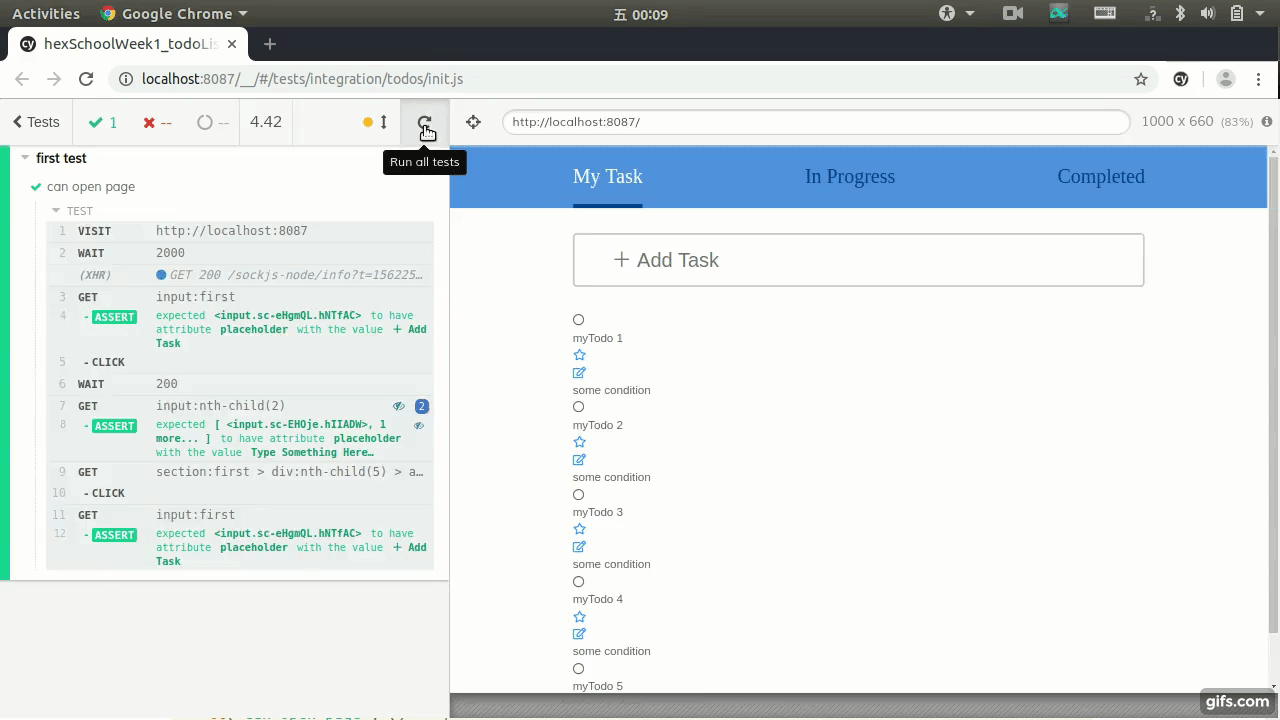 Activities
Google Chrome
五 00:09
hexSchoolWeek1_todoLis
localhost:8087/__/#/tests/integration/todos/init.js
Tests
1
--
--
4.42
http://localhost:8087/
1000 x 660 (83%)
Run all tests
first test
can open page
TEST
1 VISIT http://localhost:8087
2 WAIT 2000
(XHR) GET 200 /sockjs-node/info?t=156225…
3 GET input:first
4 - ASSERT expected <input.sc-eHgmQL.hNTfAC> to have
attribute placeholder with the value + Add
Task
5 - CLICK
6 WAIT 200
7 GET input:nth-child(2) 2
8 - ASSERT expected [ <input.sc-EHOje.hIIADW>, 1
more... ] to have attribute placeholder
with the value Type Something Here…
9 GET section:first > div:nth-child(5) > a…
10 - CLICK
11 GET input:first
12 - ASSERT expected <input.sc-eHgmQL.hNTfAC> to have
attribute placeholder with the value + Add
Task
My Task
In Progress
Completed
+ Add Task
myTodo 1
some condition
myTodo 2
some condition
myTodo 3
some condition
myTodo 4
some condition
myTodo 5
gifs.com